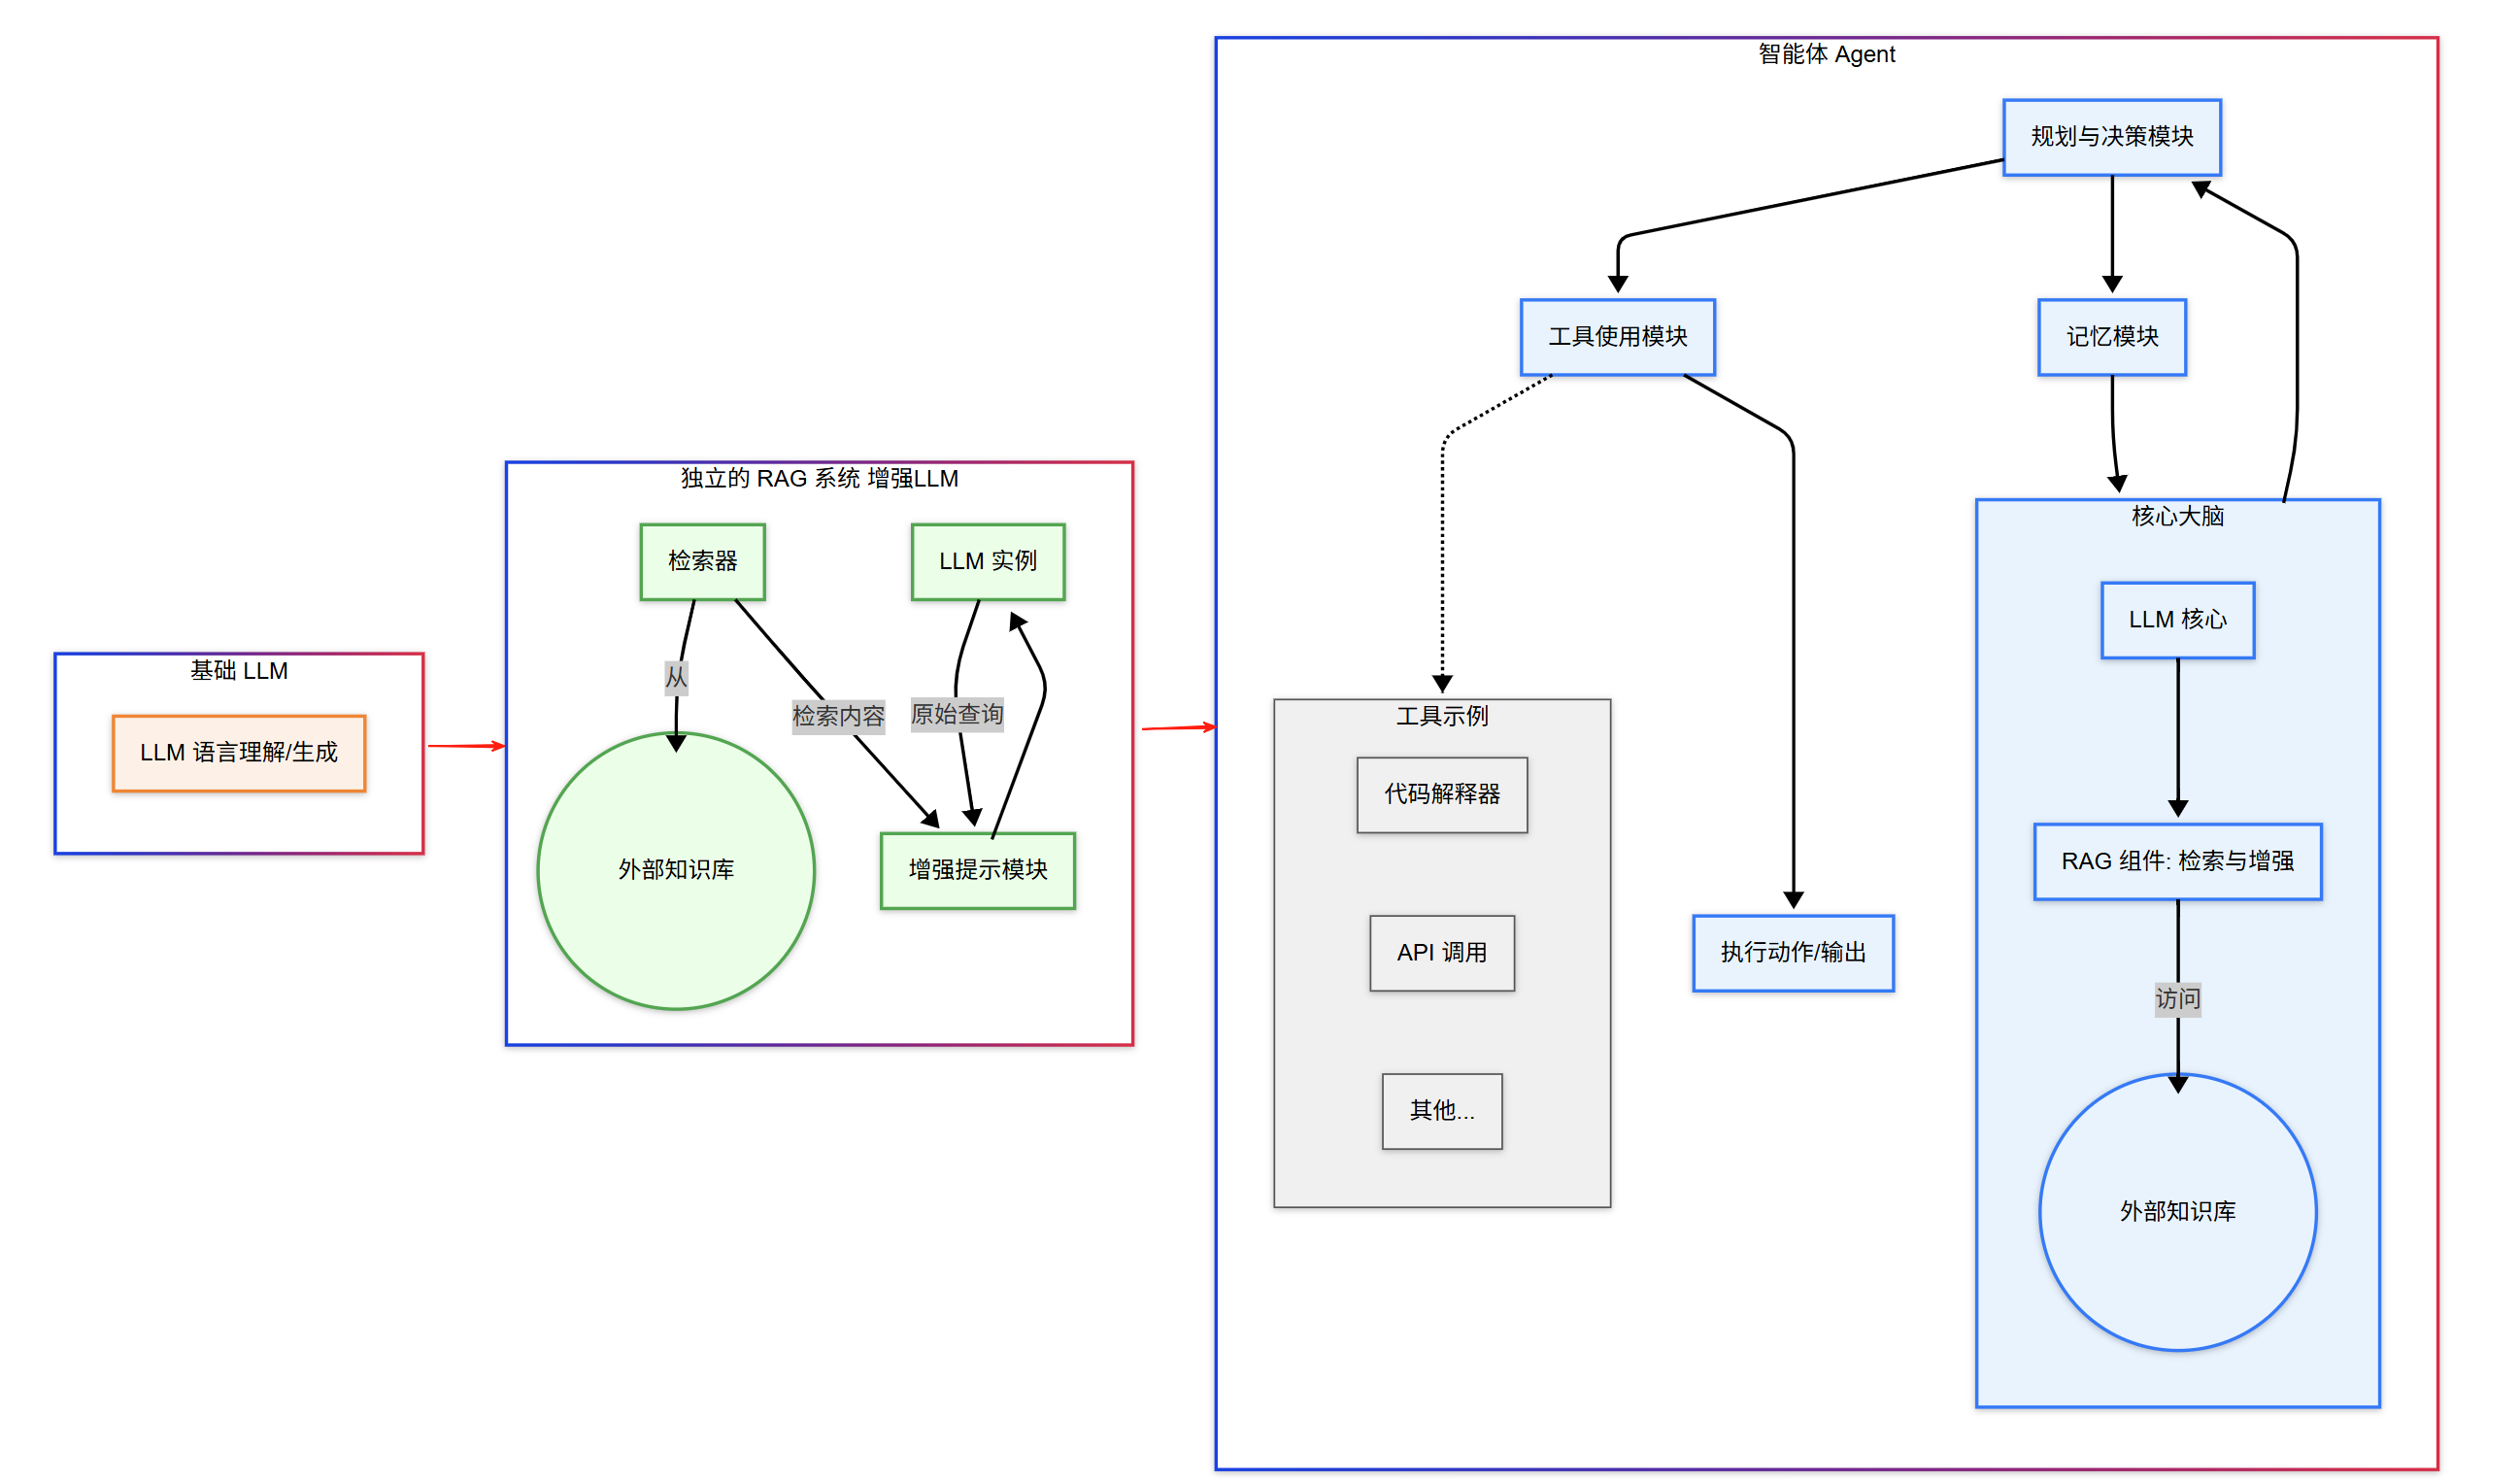 基础 LLM
LLM 语言理解/生成
独立的 RAG 系统 增强LLM
检索器
LLM 实例
从
检索内容
原始查询
外部知识库
增强提示模块
智能体 Agent
规划与决策模块
工具使用模块
记忆模块
工具示例
代码解释器
API 调用
其他...
执行动作/输出
核心大脑
LLM 核心
RAG 组件: 检索与增强
访问
外部知识库